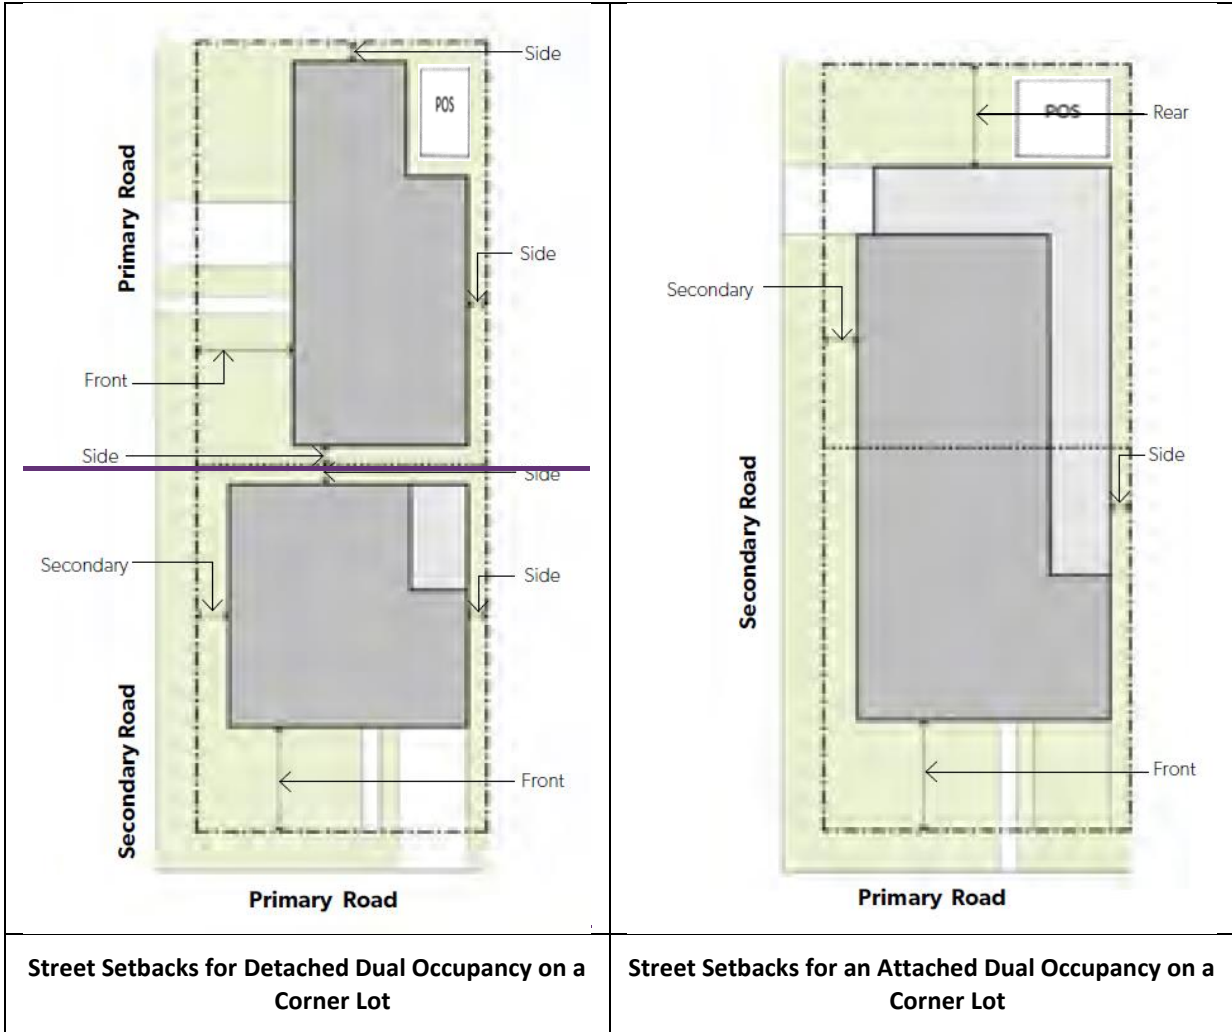 Side
POS
Primary Road
Side
Front
Side
Side
Secondary
Side
Secondary Road
Front
Primary Road
Street Setbacks for Detached Dual Occupancy on a
Corner Lot
POS
Rear
Secondary
Side
Secondary Road
Front
Primary Road
Street Setbacks for an Attached Dual Occupancy on a
Corner Lot